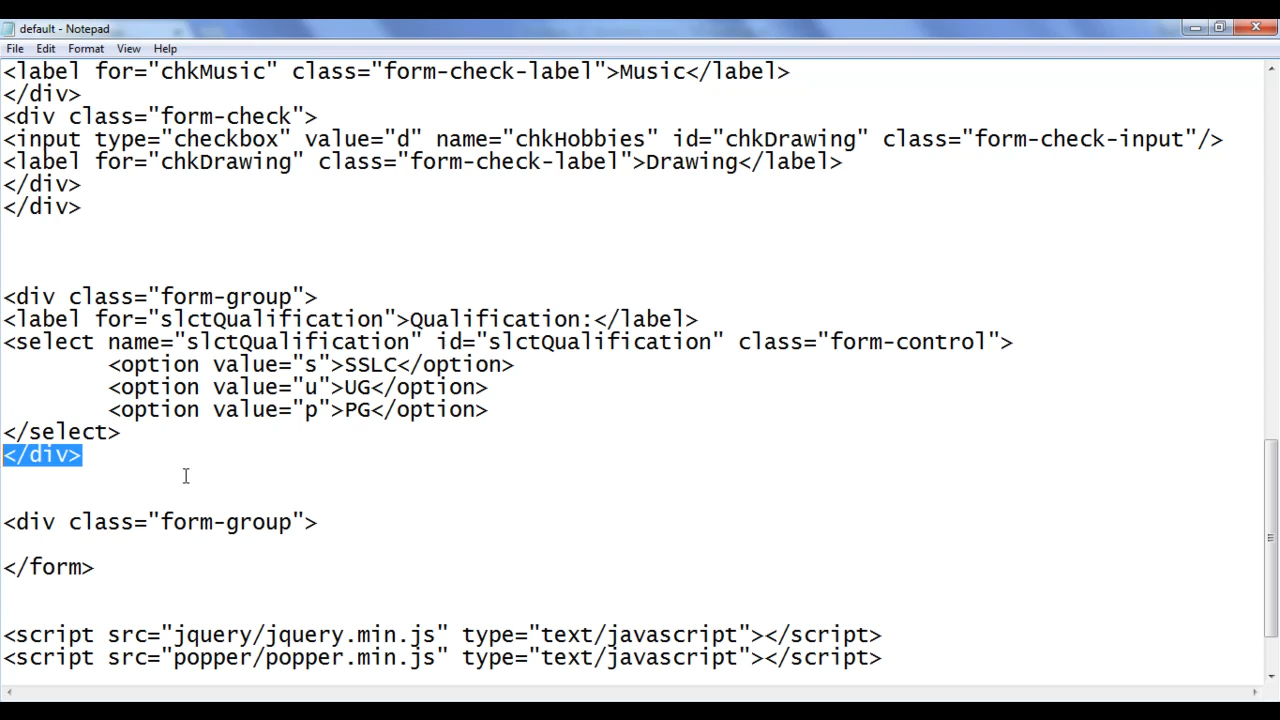 default - Notepad
File Edit Format View Help
<label for="chkMusic" class="form-check-label">Music</label>
</div>
<div class="form-check">
<input type="checkbox" value="d" name="chkHobbies" id="chkDrawing" class="form-check-input"/>
<label for="chkDrawing" class="form-check-label">Drawing</label>
</div>
</div>
<div class="form-group">
<label for="slctQualification">Qualification:</label>
<select name="slctQualification" id="slctQualification" class="form-control">
<option value="s">SSLC</option>
<option value="u">UG</option>
<option value="p">PG</option>
</select>
</div>
<div class="form-group">
</form>
<script src="jquery/jquery.min.js" type="text/javascript"></script>
<script src="popper/popper.min.js" type="text/javascript"></script>